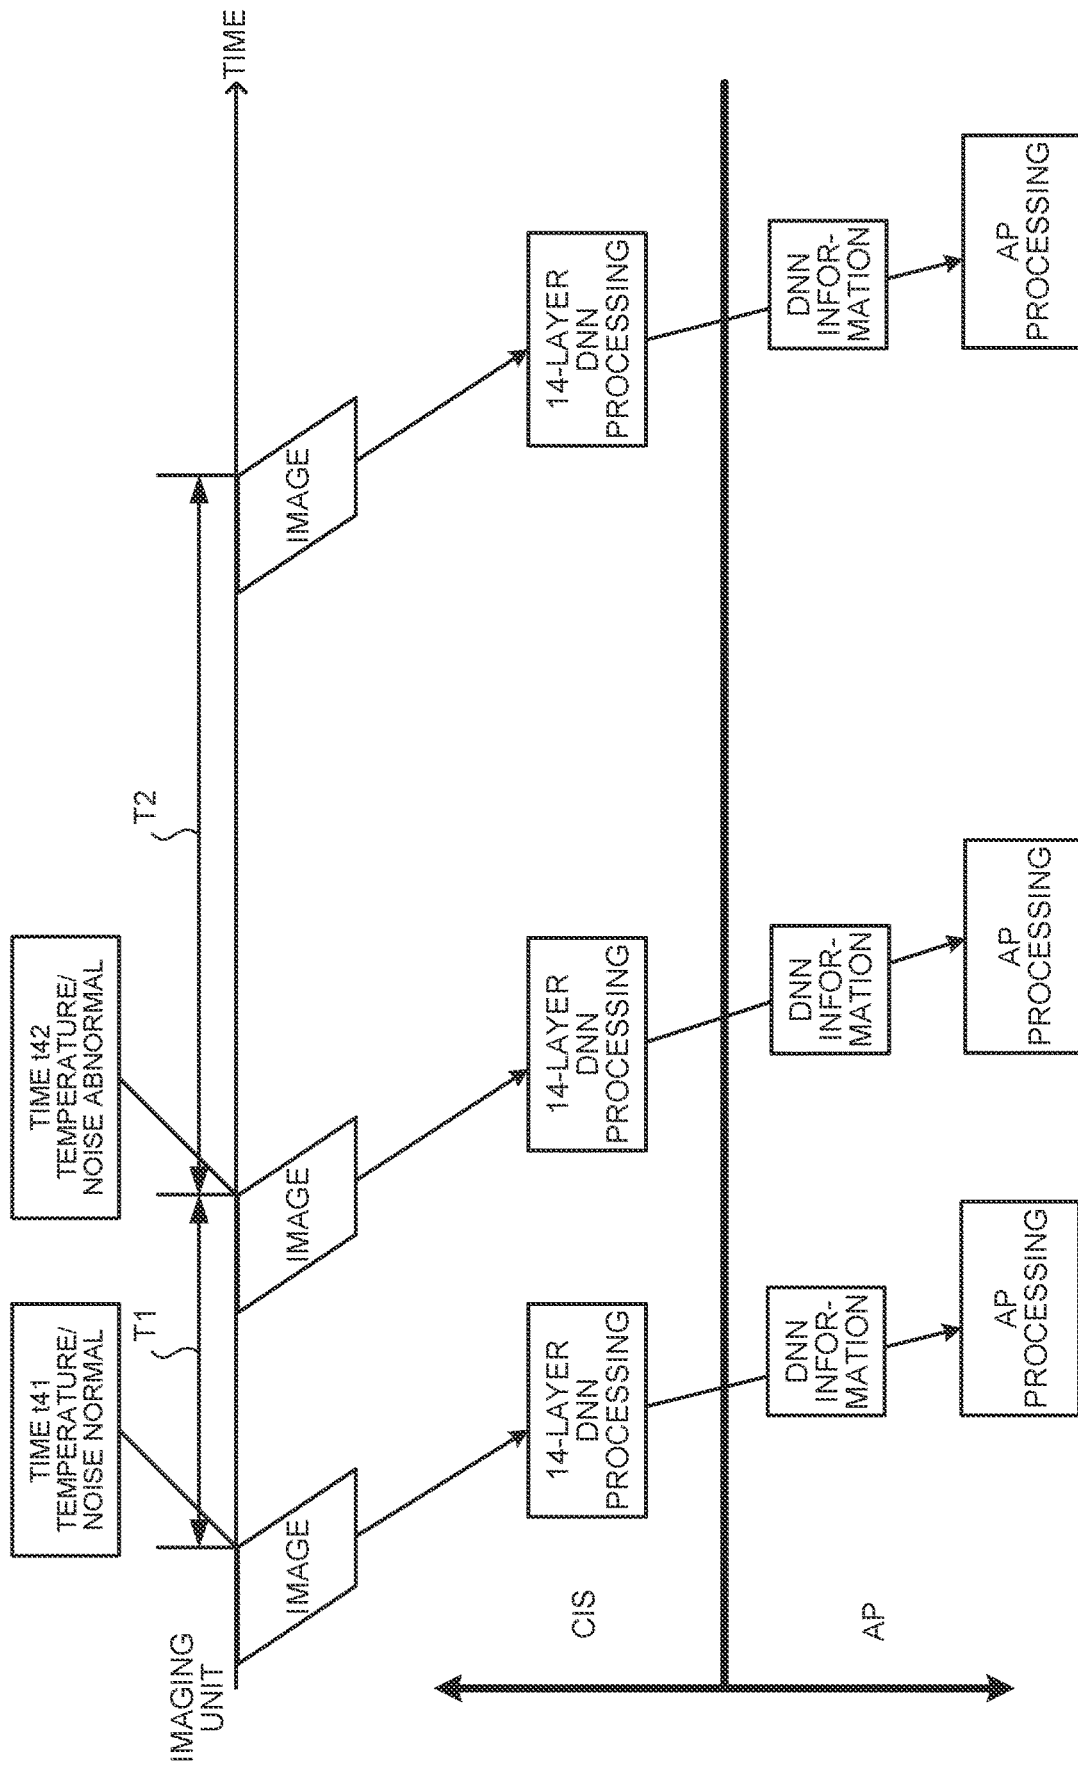 TIME t41
TEMPERATURE/
NOISE NORMAL
TIME t42
TEMPERATURE/
NOISE ABNORMAL
T1
T2
IMAGING
UNIT
TIME
IMAGE
IMAGE
IMAGE
CIS
14-LAYER
DNN
PROCESSING
14-LAYER
DNN
PROCESSING
14-LAYER
DNN
PROCESSING
AP
DNN
INFOR-
MATION
DNN
INFOR-
MATION
DNN
INFOR-
MATION
AP
PROCESSING
AP
PROCESSING
AP
PROCESSING